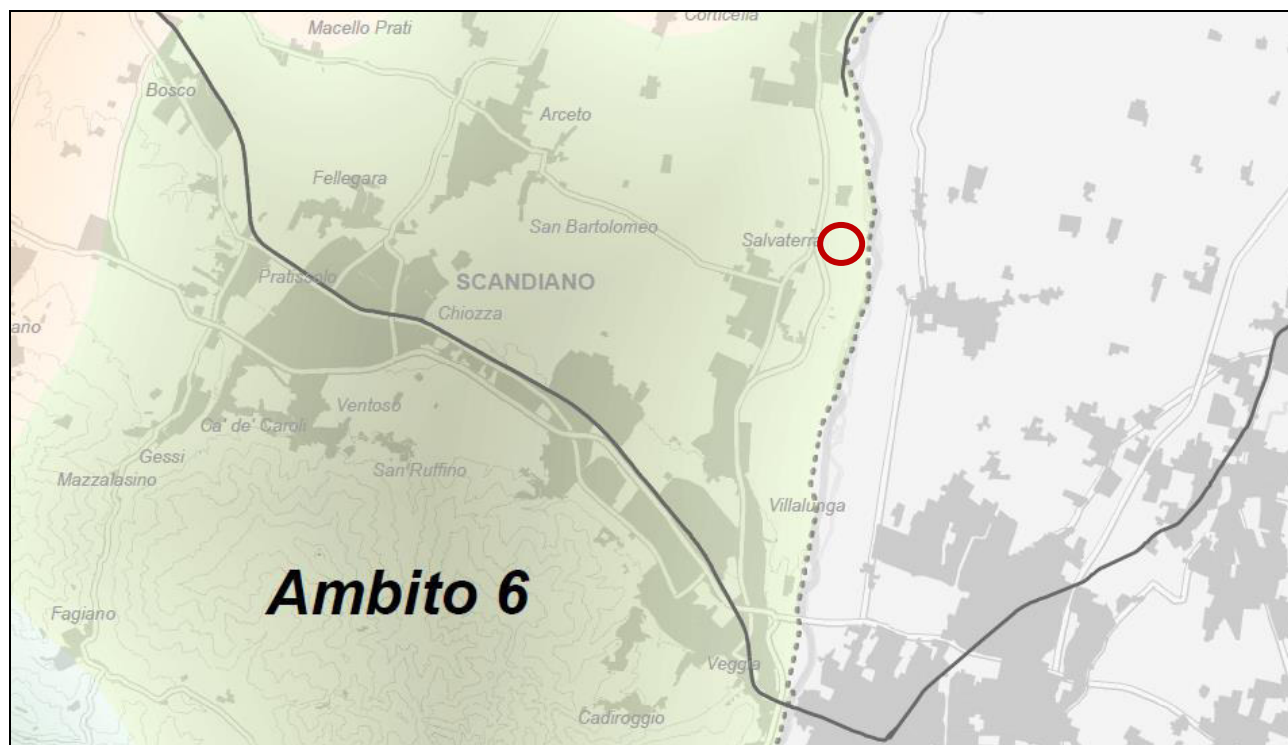 Corticella
Macello Prati
Bosco
Arceto
Fellegara
San Bartolomeo
Salvaterra
Pratissolo
SCANDIANO
Chiozza
ano
Ventoso
Ca' de' Caroli
Gessi
San Ruffino
Mazzalasino
Villalunga
Ambito 6
Fagiano
Veggia
Cadiroggio